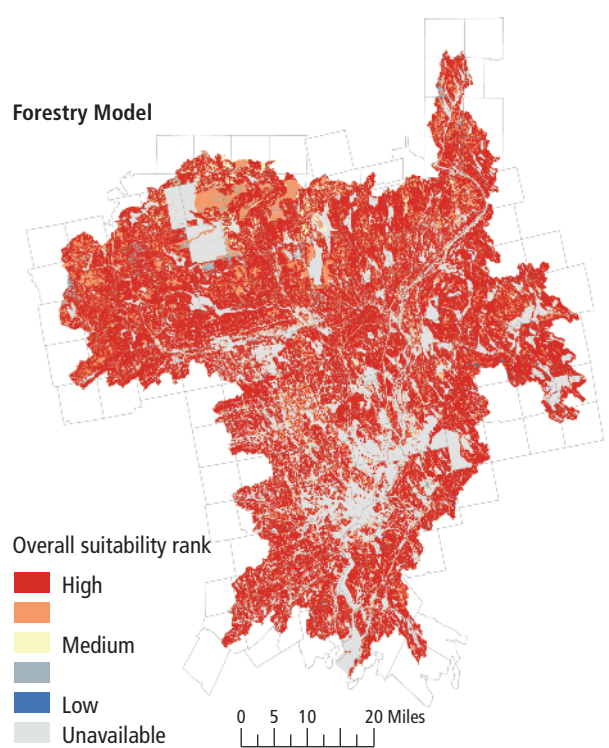 Forestry Model
Overall suitability rank
High
Medium
Low
Unavailable
0 5 10 20 Miles